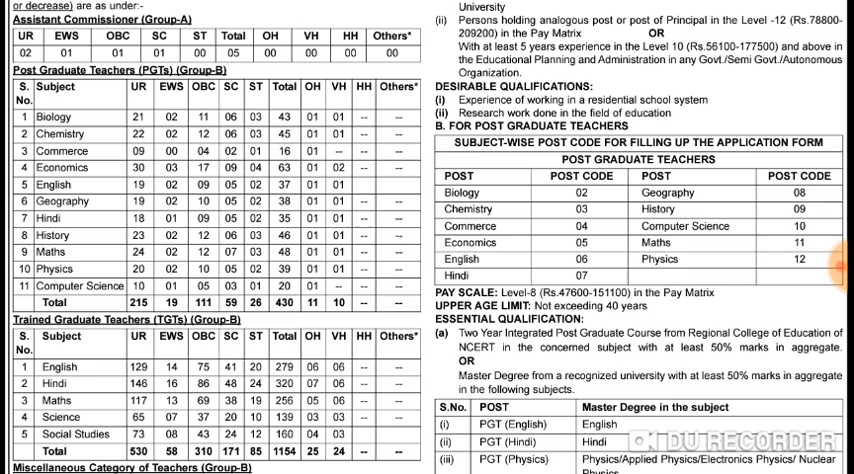 or decrease) are as under:-
Assistant Commissioner (Group-A)
UR EWS OBC SC ST Total OH VH HH Others*
02 01 01 01 00 05 00 00 00 00
Post Graduate Teachers (PGTs) (Group-B)
S. No. Subject UR EWS OBC SC ST Total OH VH HH Others*
1 Biology 21 02 11 06 03 43 01 01 -- --
2 Chemistry 22 02 12 06 03 45 01 01 -- --
3 Commerce 09 00 04 02 01 16 01 -- -- --
4 Economics 30 03 17 09 04 63 01 02 -- --
5 English 19 02 09 05 02 37 01 01
6 Geography 19 02 10 05 02 38 01 01 -- --
7 Hindi 18 01 09 05 02 35 01 01 -- --
8 History 23 02 12 06 03 46 01 01 -- --
9 Maths 24 02 12 07 03 48 01 01 -- --
10 Physics 20 02 10 05 02 39 01 01 -- --
11 Computer Science 10 01 05 03 01 20 01 -- -- --
Total 215 19 111 59 26 430 11 10 -- --
Trained Graduate Teachers (TGTs) (Group-B)
S. No. Subject UR EWS OBC SC ST Total OH VH HH Others*
1 English 129 14 75 41 20 279 06 06 -- --
2 Hindi 146 16 86 48 24 320 07 06 -- --
3 Maths 117 13 69 38 19 256 05 06 -- --
4 Science 65 07 37 20 10 139 03 03 -- --
5 Social Studies 73 08 43 24 12 160 04 03
Total 530 58 310 171 85 1154 25 24 -- --
Miscellaneous Category of Teachers (Group-B)
University
(ii) Persons holding analogous post or post of Principal in the Level -12 (Rs.78800-
209200) in the Pay Matrix OR
With at least 5 years experience in the Level 10 (Rs.56100-177500) and above in
the Educational Planning and Administration in any Govt./Semi Govt./Autonomous
Organization.
DESIRABLE QUALIFICATIONS:
(i) Experience of working in a residential school system
(ii) Research work done in the field of education
B. FOR POST GRADUATE TEACHERS
SUBJECT-WISE POST CODE FOR FILLING UP THE APPLICATION FORM
POST GRADUATE TEACHERS
POST POST CODE POST POST CODE
Biology 02 Geography 08
Chemistry 03 History 09
Commerce 04 Computer Science 10
Economics 05 Maths 11
English 06 Physics 12
Hindi 07
PAY SCALE: Level-8 (Rs.47600-151100) in the Pay Matrix
UPPER AGE LIMIT: Not exceeding 40 years
ESSENTIAL QUALIFICATION:
(a) Two Year Integrated Post Graduate Course from Regional College of Education of
NCERT in the concerned subject with at least 50% marks in aggregate.
OR
Master Degree from a recognized university with at least 50% marks in aggregate
in the following subjects.
S.No. POST Master Degree in the subject
(i) PGT (English) English
(ii) PGT (Hindi) Hindi
(iii) PGT (Physics) Physics/Applied Physics/Electronics Physics/ Nuclear
Physics
DU RECORDER